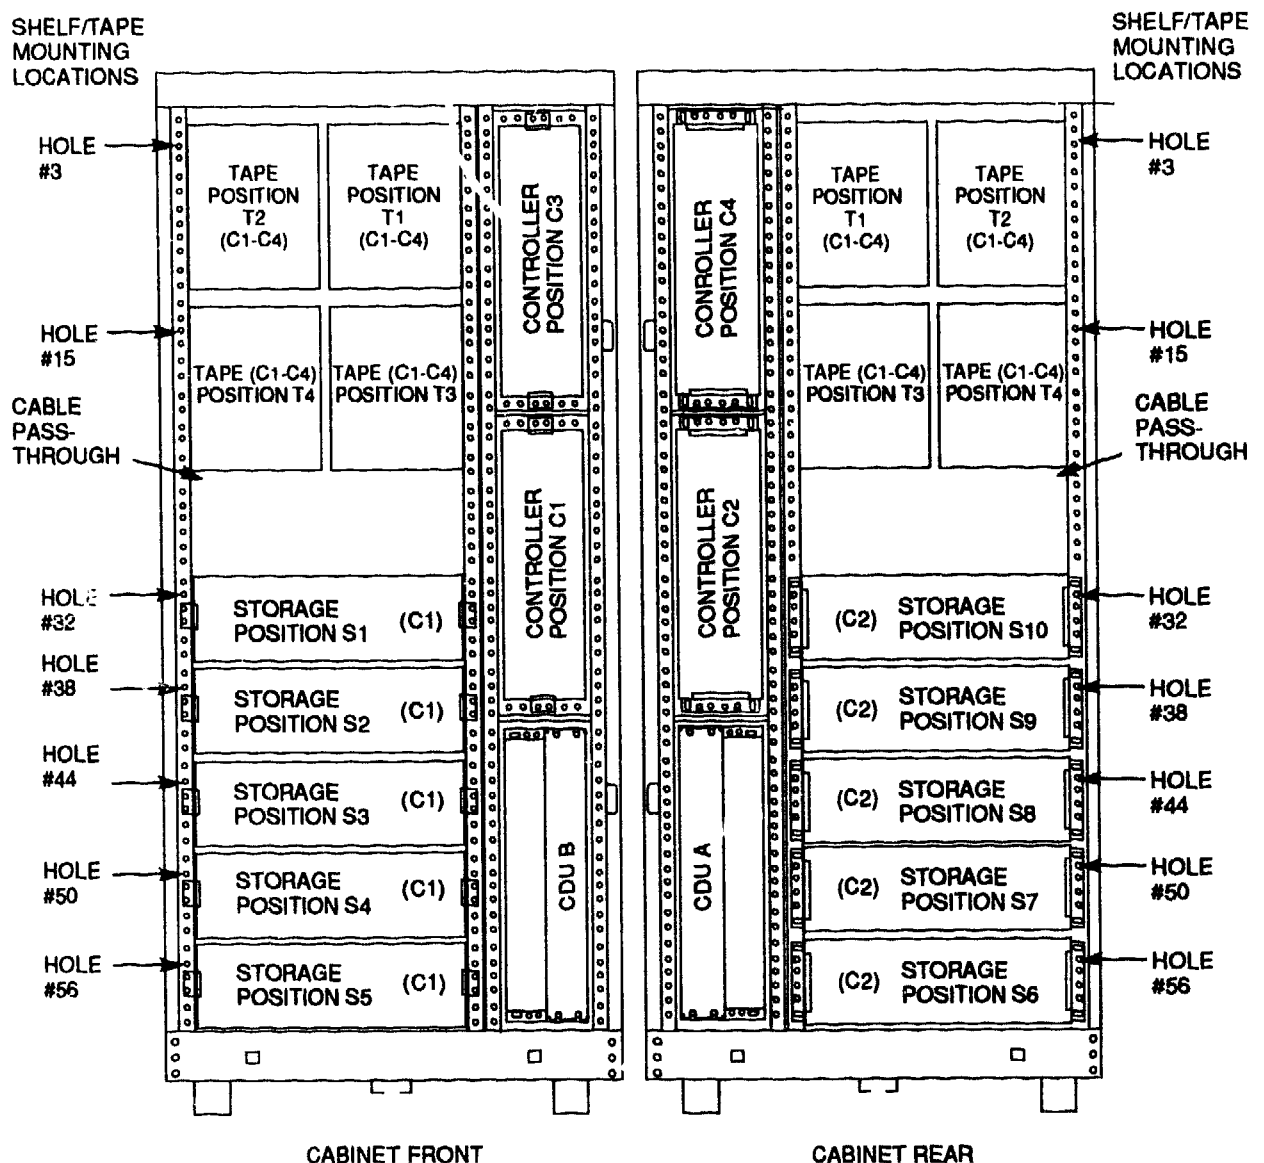 SHELF/TAPE
MOUNTING
LOCATIONS
HOLE
#3
HOLE
#15
CABLE
PASS-
THROUGH
HOLE
#32
HOLE
#38
HOLE
#44
HOLE
#50
HOLE
#56
TAPE
POSITION
T2
(C1-C4)
TAPE
POSITION
T1
(C1-C4)
TAPE (C1-C4)
POSITION T4
TAPE (C1-C4)
POSITION T3
CONTROLLER
POSITION C3
CONTROLLER
POSITION C1
STORAGE
POSITION S1
(C1)
STORAGE
POSITION S2
(C1)
STORAGE
POSITION S3
(C1)
STORAGE
POSITION S4
(C1)
STORAGE
POSITION S5
(C1)
CDU B
CABINET FRONT
CONROLLER
POSITION C4
CONTROLLER
POSITION C2
CDU A
TAPE
POSITION
T1
(C1-C4)
TAPE
POSITION
T2
(C1-C4)
TAPE (C1-C4)
POSITION T3
TAPE (C1-C4)
POSITION T4
(C2)
STORAGE
POSITION S10
(C2)
STORAGE
POSITION S9
(C2)
STORAGE
POSITION S8
(C2)
STORAGE
POSITION S7
(C2)
STORAGE
POSITION S6
CABINET REAR
SHELF/TAPE
MOUNTING
LOCATIONS
HOLE
#3
HOLE
#15
CABLE
PASS-
THROUGH
HOLE
#32
HOLE
#38
HOLE
#44
HOLE
#50
HOLE
#56